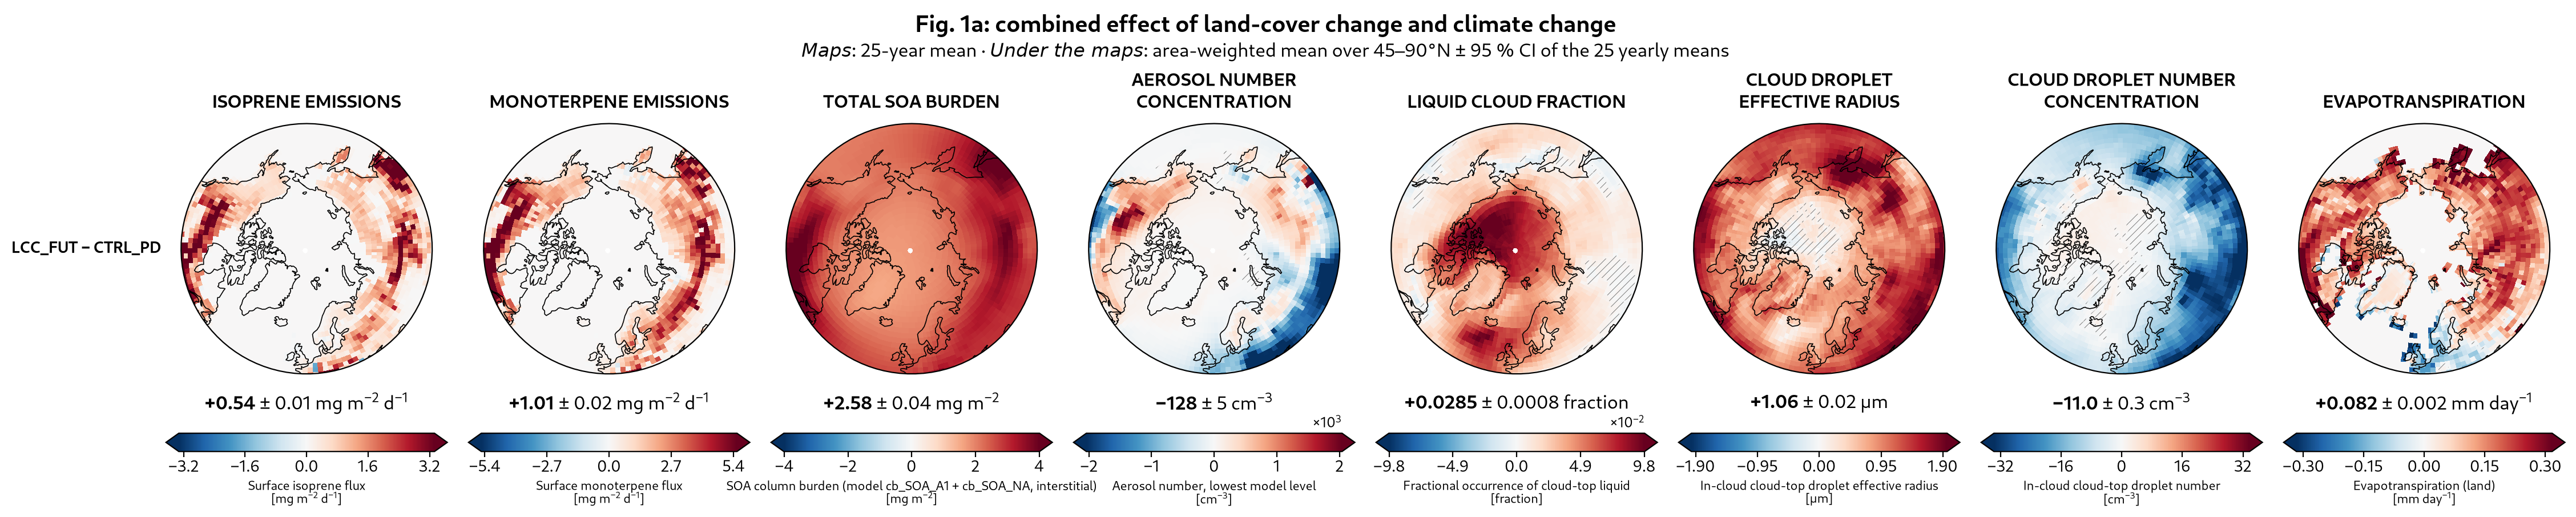 Fig. 1a: combined effect of land-cover change and climate change
Maps: 25-year mean · Under the maps: area-weighted mean over 45–90°N ± 95 % CI of the 25 yearly means
ISOPRENE EMISSIONS
MONOTERPENE EMISSIONS
TOTAL SOA BURDEN
AEROSOL NUMBER
CONCENTRATION
LIQUID CLOUD FRACTION
CLOUD DROPLET
EFFECTIVE RADIUS
CLOUD DROPLET NUMBER
CONCENTRATION
EVAPOTRANSPIRATION
LCC_FUT − CTRL_PD
+0.54 ± 0.01 mg m⁻² d⁻¹
+1.01 ± 0.02 mg m⁻² d⁻¹
+2.58 ± 0.04 mg m⁻²
−128 ± 5 cm⁻³
+0.0285 ± 0.0008 fraction
+1.06 ± 0.02 µm
−11.0 ± 0.3 cm⁻³
+0.082 ± 0.002 mm day⁻¹
×10³
×10⁻²
−3.2 −1.6 0.0 1.6 3.2
−5.4 −2.7 0.0 2.7 5.4
−4 −2 0 2 4
−2 −1 0 1 2
−9.8 −4.9 0.0 4.9 9.8
−1.90 −0.95 0.00 0.95 1.90
−32 −16 0 16 32
−0.30 −0.15 0.00 0.15 0.30
Surface isoprene flux
[mg m⁻² d⁻¹]
Surface monoterpene flux
[mg m⁻² d⁻¹]
SOA column burden (model cb_SOA_A1 + cb_SOA_NA, interstitial)
[mg m⁻²]
Aerosol number, lowest model level
[cm⁻³]
Fractional occurrence of cloud-top liquid
[fraction]
In-cloud cloud-top droplet effective radius
[µm]
In-cloud cloud-top droplet number
[cm⁻³]
Evapotranspiration (land)
[mm day⁻¹]